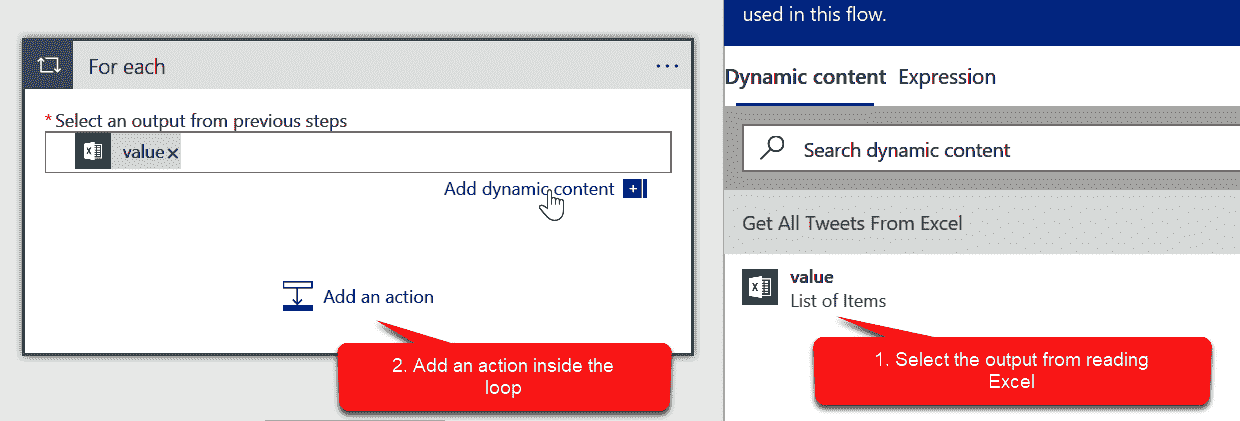 For each
* Select an output from previous steps
value
Add dynamic content
Add an action
2. Add an action inside the
loop
used in this flow.
Dynamic content Expression
Search dynamic content
Get All Tweets From Excel
value
List of Items
1. Select the output from reading
Excel